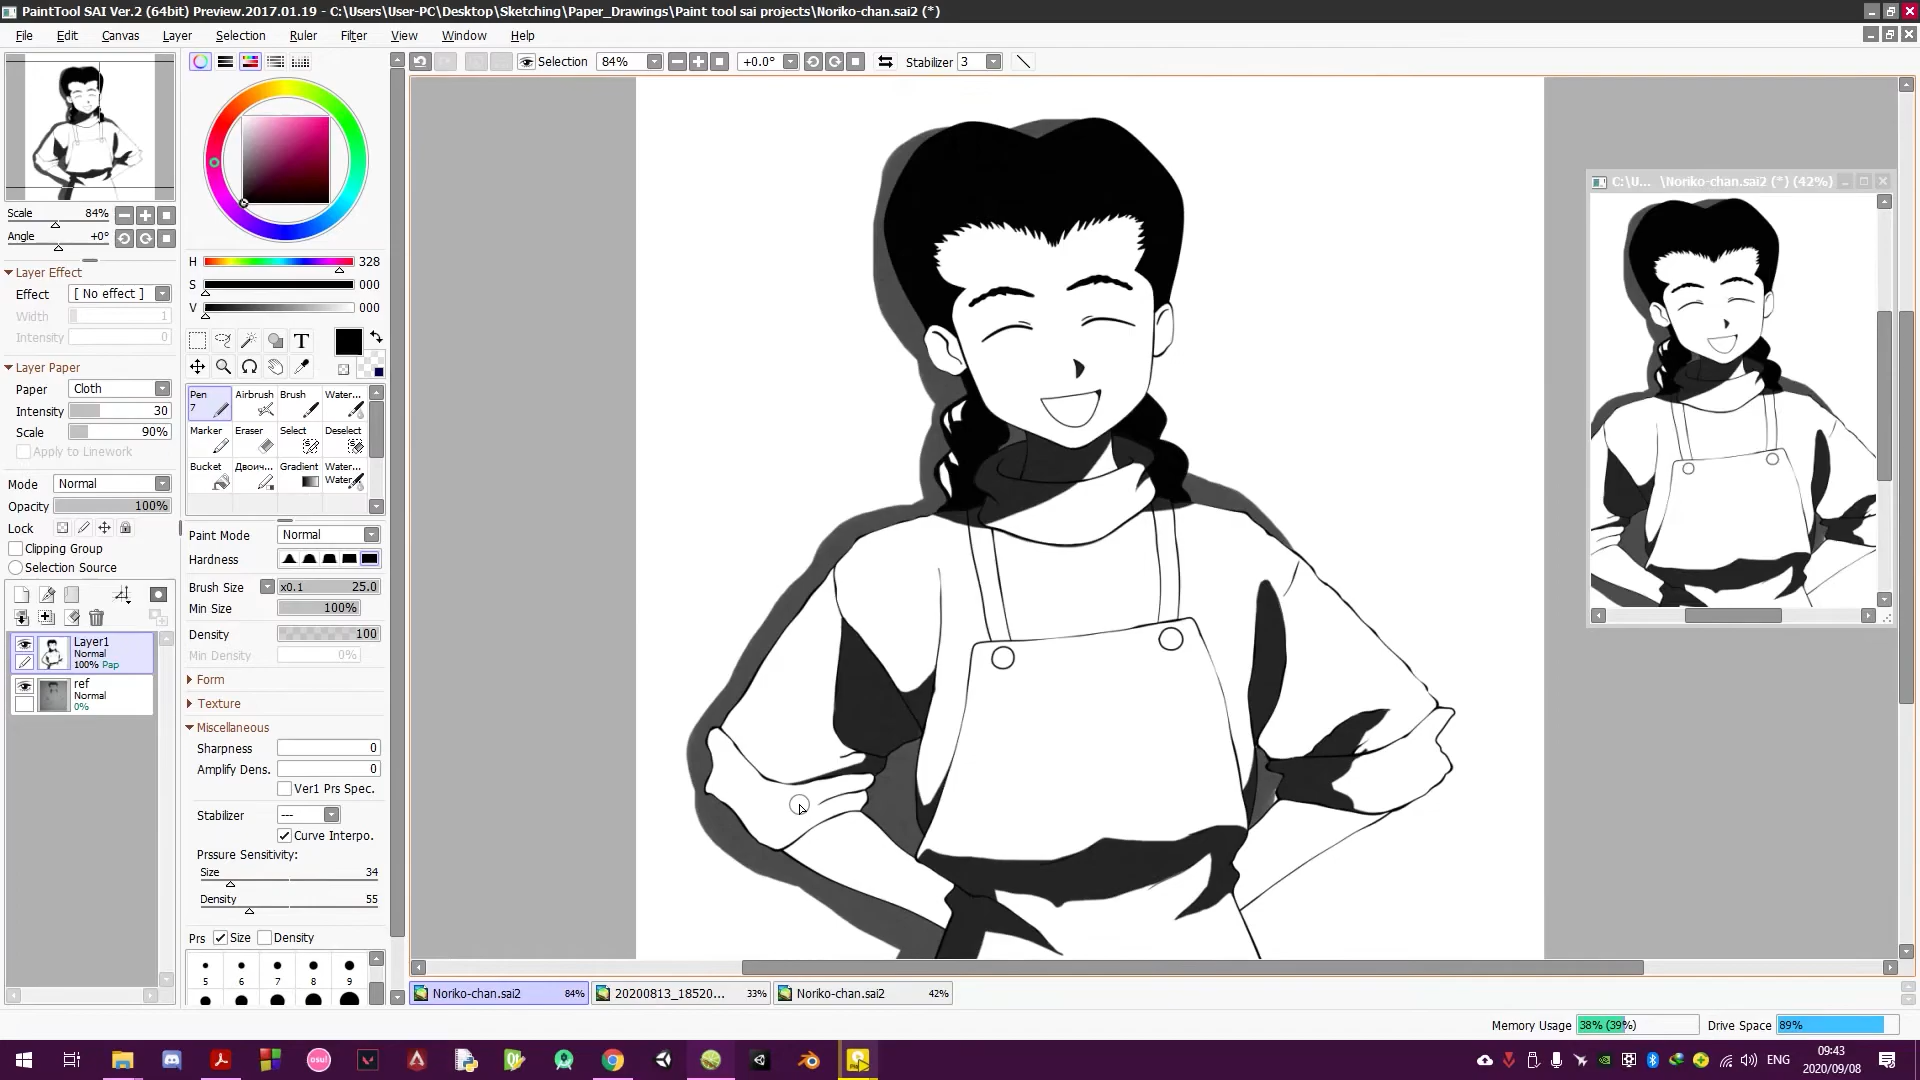 PaintTool SAI Ver.2 (64bit) Preview.2017.01.19 - C:\Users\User-PC\Desktop\Sketching\Paper_Drawings\Paint tool sai projects\Noriko-chan.sai2 (*)
File Edit Canvas Layer Selection Ruler Filter View Window Help
Selection 84% +0.0° Stabilizer 3
Scale 84%
Angle +0°
Layer Effect
Effect [ No effect ]
Width 1
Intensity 0
Layer Paper
Paper Cloth
Intensity 30
Scale 90%
Apply to Linework
Mode Normal
Opacity 100%
Lock
Clipping Group
Selection Source
Layer1
Normal
100% Pap
ref
Normal
0%
H 328
S 000
V 000
T
Pen Airbrush Brush Water...
7
Marker Eraser Select Deselect
Bucket Двоич... Gradient Water...
Water...
Paint Mode Normal
Hardness
Brush Size x0.1 25.0
Min Size 100%
Density 100
Min Density 0%
Form
Texture
Miscellaneous
Sharpness 0
Amplify Dens. 0
Ver1 Prs Spec.
Stabilizer ---
Curve Interpo.
Prssure Sensitivity:
Size 34
Density 55
Prs Size Density
5 6 7 8 9
C:\U... \Noriko-chan.sai2 (*) (42%)
Noriko-chan.sai2 84% 20200813_18520... 33% Noriko-chan.sai2 42%
Memory Usage 38% (39%) Drive Space 89%
osu!
ENG
09:43
2020/09/08